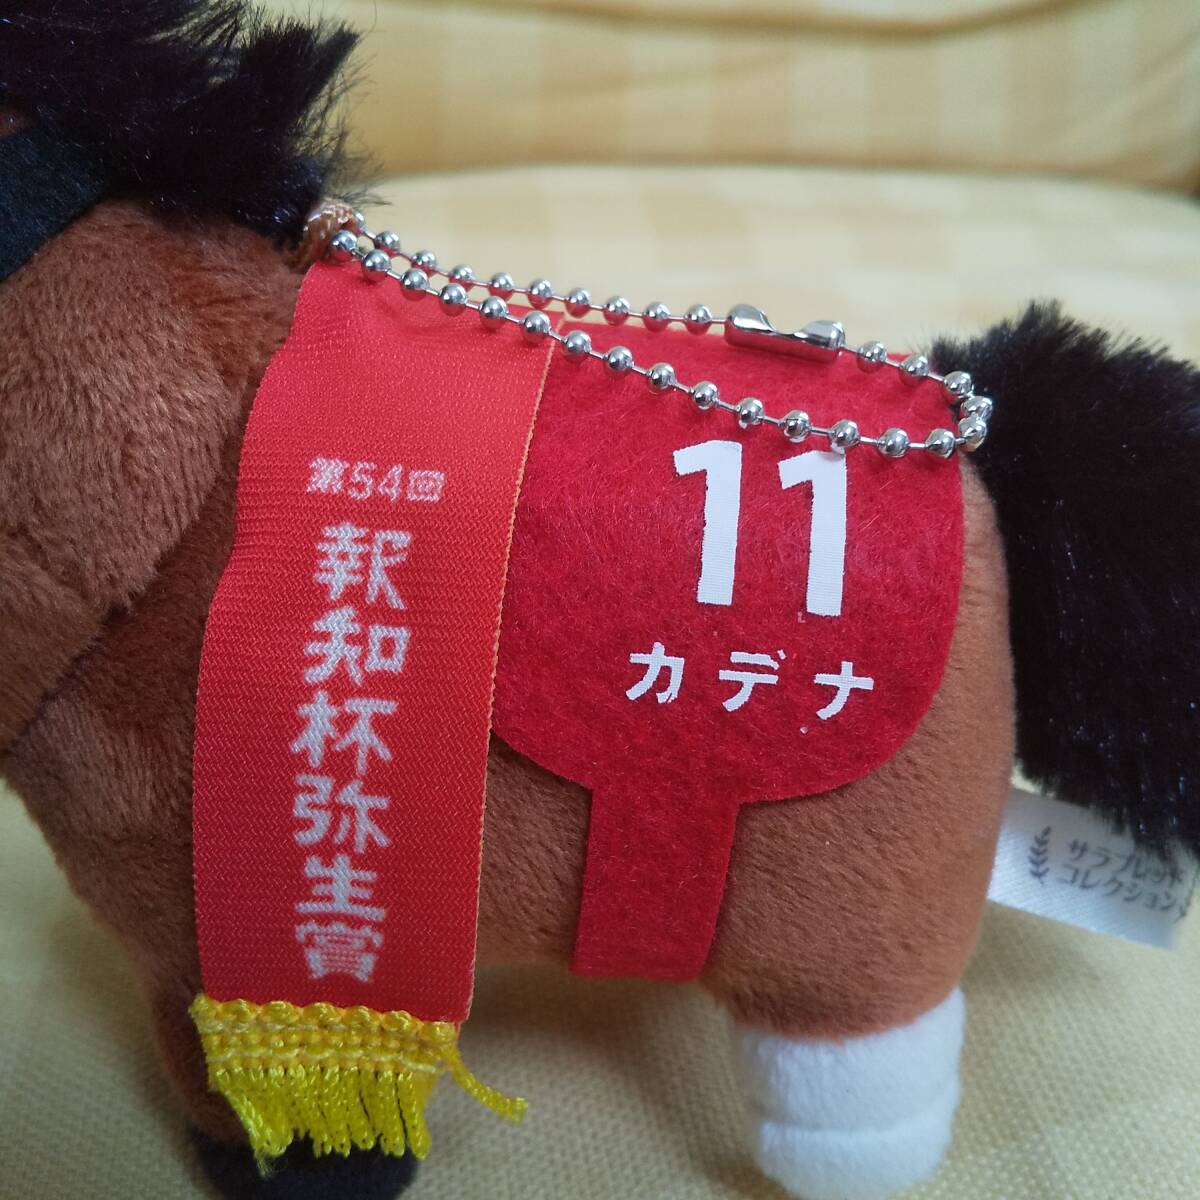 第54回
報知杯弥生賞
11
カデナ
サラブレッド
コレクション